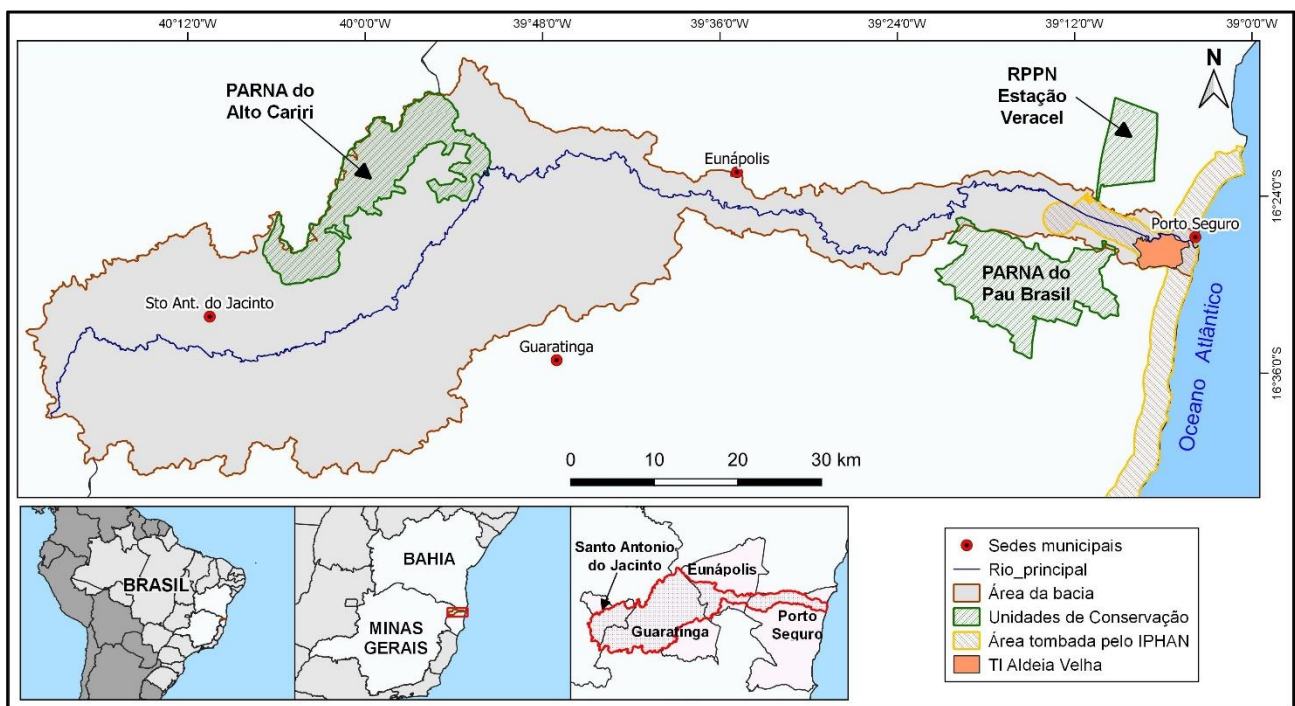 40°12'0"W
40°0'0"W
39°48'0"W
39°36'0"W
39°24'0"W
39°12'0"W
39°0'0"W
PARNA do
Alto Cariri
RPPN
Estação
Veracel
N
Eunápolis
16°24'0"S
Porto Seguro
PARNA do
Pau Brasil
Sto Ant. do Jacinto
Guaratinga
16°36'0"S
Oceano Atlântico
0 10 20 30 km
BRASIL
BAHIA
MINAS
GERAIS
Santo Antonio
do Jacinto
Eunápolis
Guaratinga
Porto
Seguro
Sedes municipais
Rio_principal
Área da bacia
Unidades de Conservação
Área tombada pelo IPHAN
TI Aldeia Velha